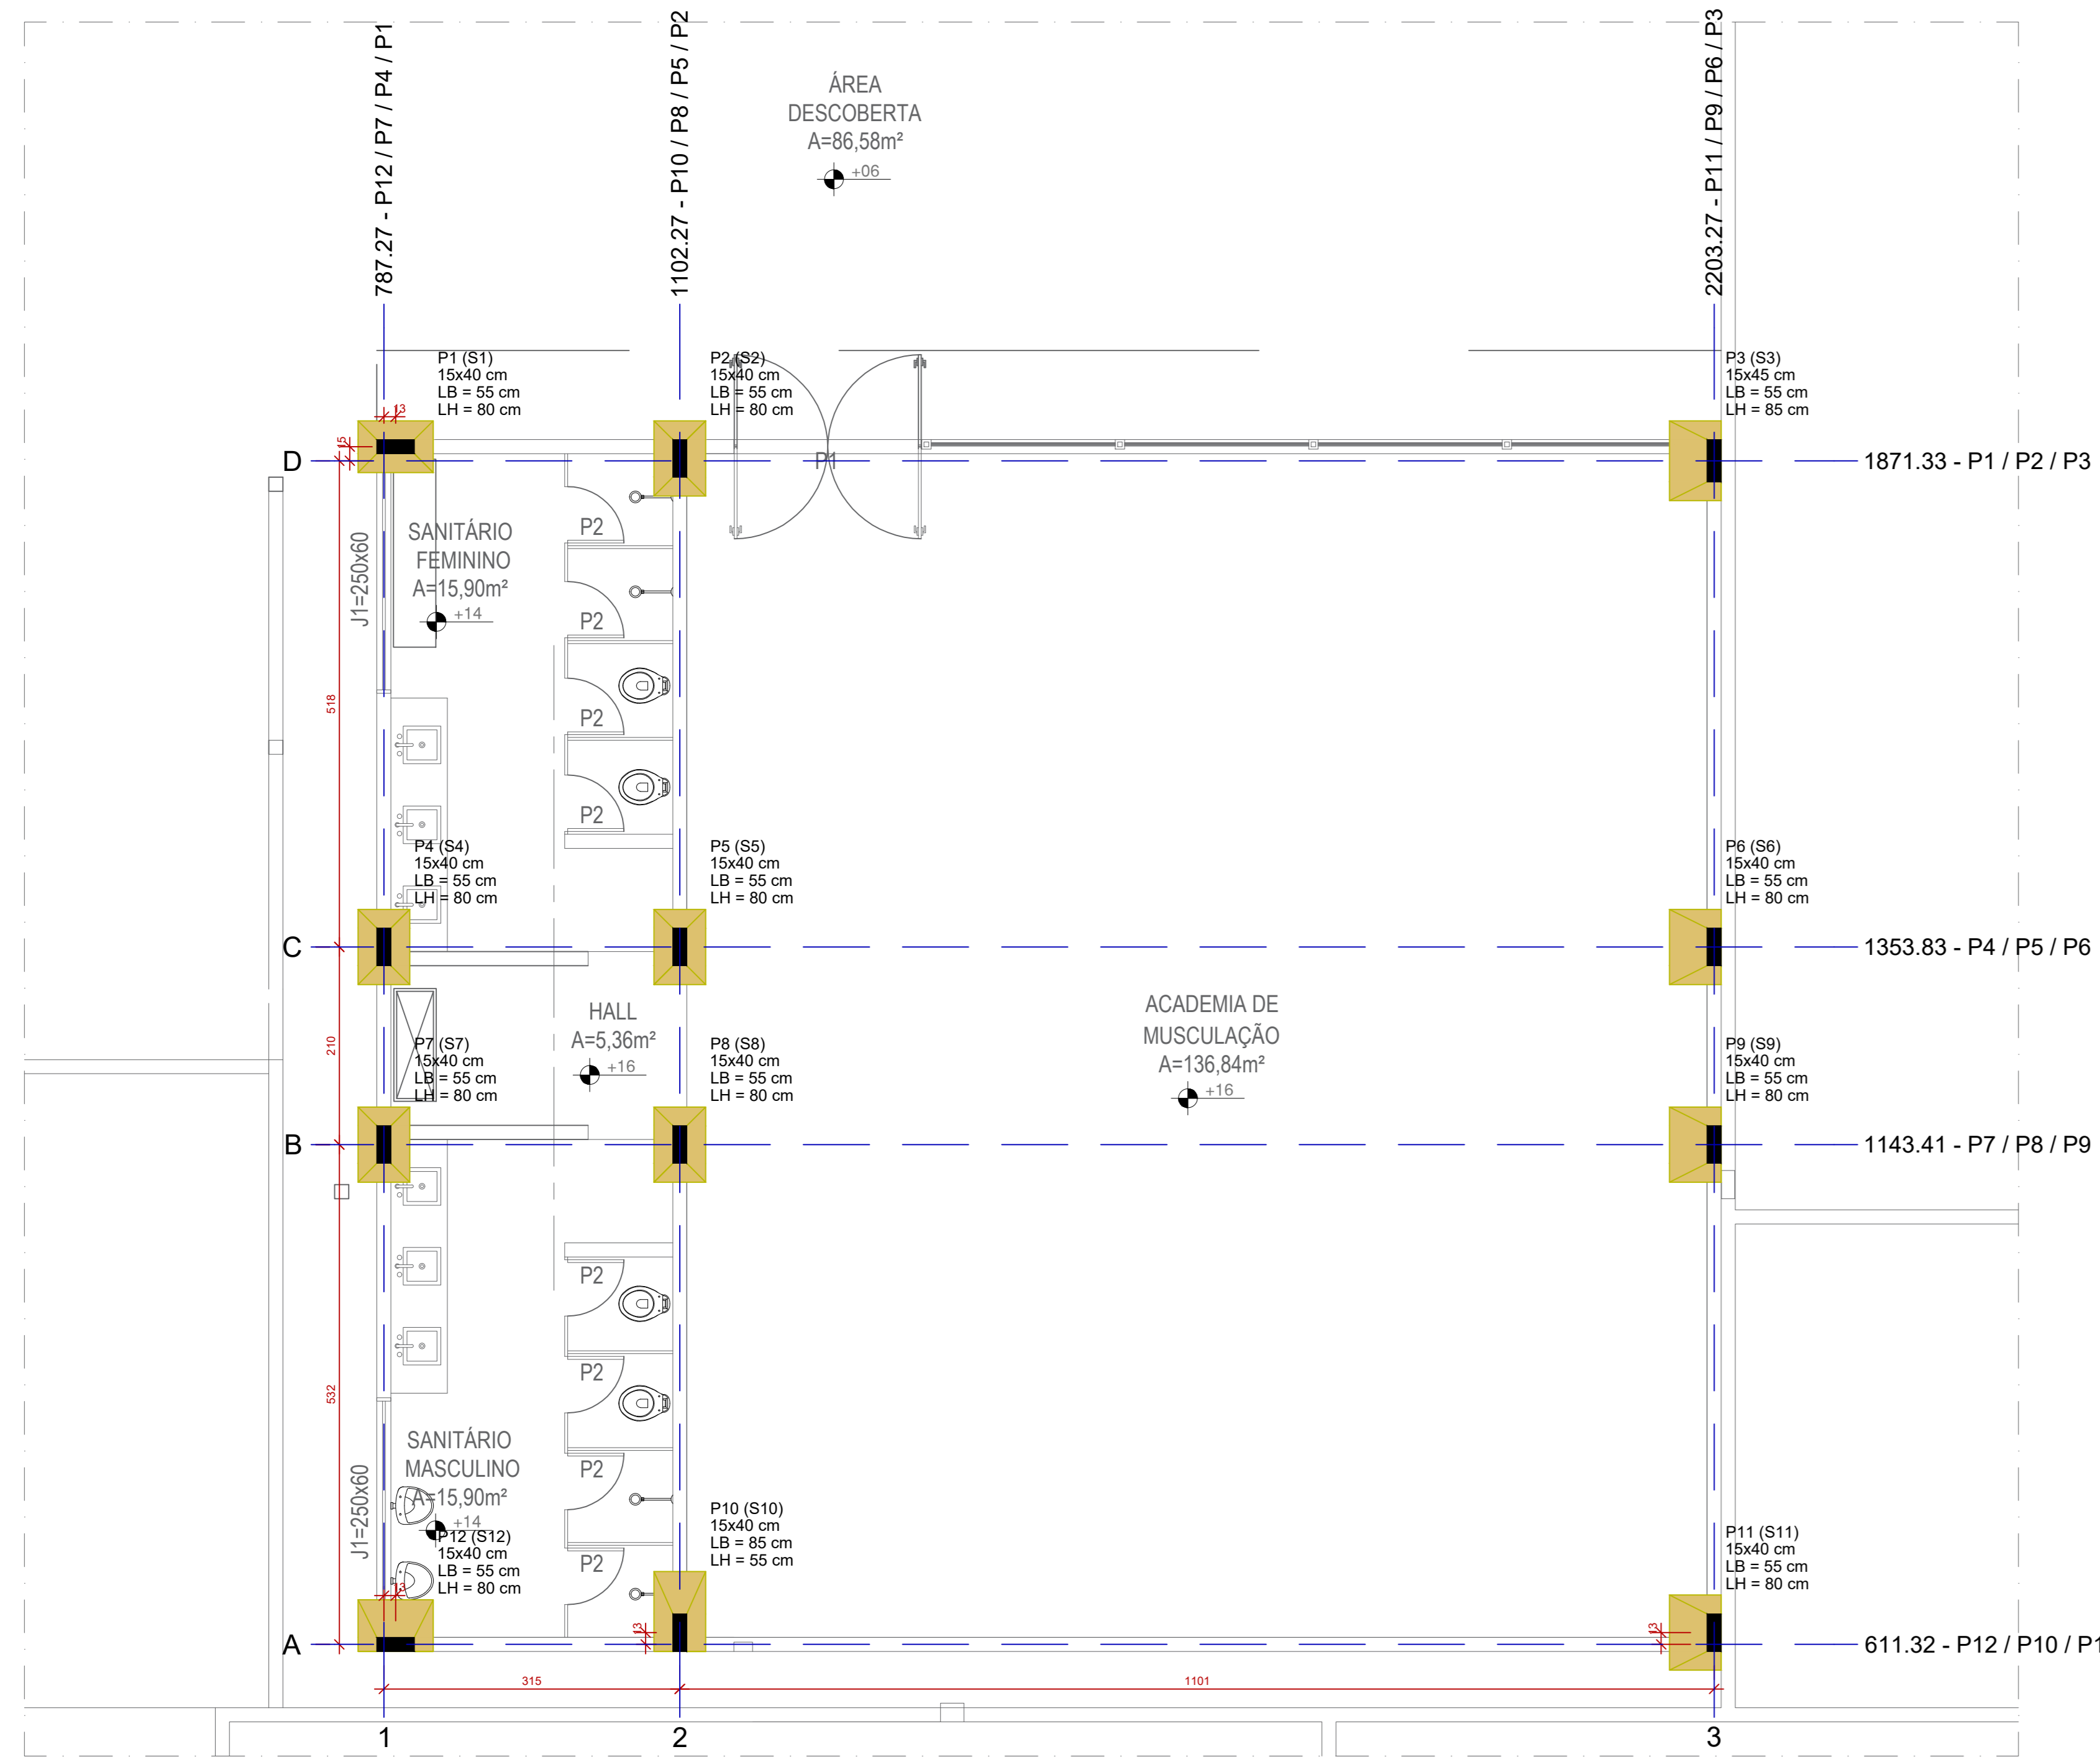 787.27 - P12 / P7 / P4 / P1
1102.27 - P10 / P8 / P5 / P2
2203.27 - P11 / P9 / P6 / P3
ÁREA
DESCOBERTA
A=86,58m²
+06
P1 (S1)
15x40 cm
LB = 55 cm
LH = 80 cm
13
15
P2 (S2)
15x40 cm
LB = 55 cm
LH = 80 cm
P3 (S3)
15x45 cm
LB = 55 cm
LH = 85 cm
D
P1
1871.33 - P1 / P2 / P3
SANITÁRIO
FEMININO
A=15,90m²
+14
J1=250x60
P2
P2
P2
P2
518
P4 (S4)
15x40 cm
LB = 55 cm
LH = 80 cm
P5 (S5)
15x40 cm
LB = 55 cm
LH = 80 cm
P6 (S6)
15x40 cm
LB = 55 cm
LH = 80 cm
C
1353.83 - P4 / P5 / P6
HALL
A=5,36m²
+16
ACADEMIA DE
MUSCULAÇÃO
A=136,84m²
+16
210
P7 (S7)
15x40 cm
LB = 55 cm
LH = 80 cm
P8 (S8)
15x40 cm
LB = 55 cm
LH = 80 cm
P9 (S9)
15x40 cm
LB = 55 cm
LH = 80 cm
B
1143.41 - P7 / P8 / P9
532
P2
P2
P2
P2
SANITÁRIO
MASCULINO
A=15,90m²
+14
J1=250x60
P12 (S12)
15x40 cm
LB = 55 cm
LH = 80 cm
13
P10 (S10)
15x40 cm
LB = 85 cm
LH = 55 cm
13
P11 (S11)
15x40 cm
LB = 55 cm
LH = 80 cm
13
A
611.32 - P12 / P10 / P1
315
1101
1
2
3